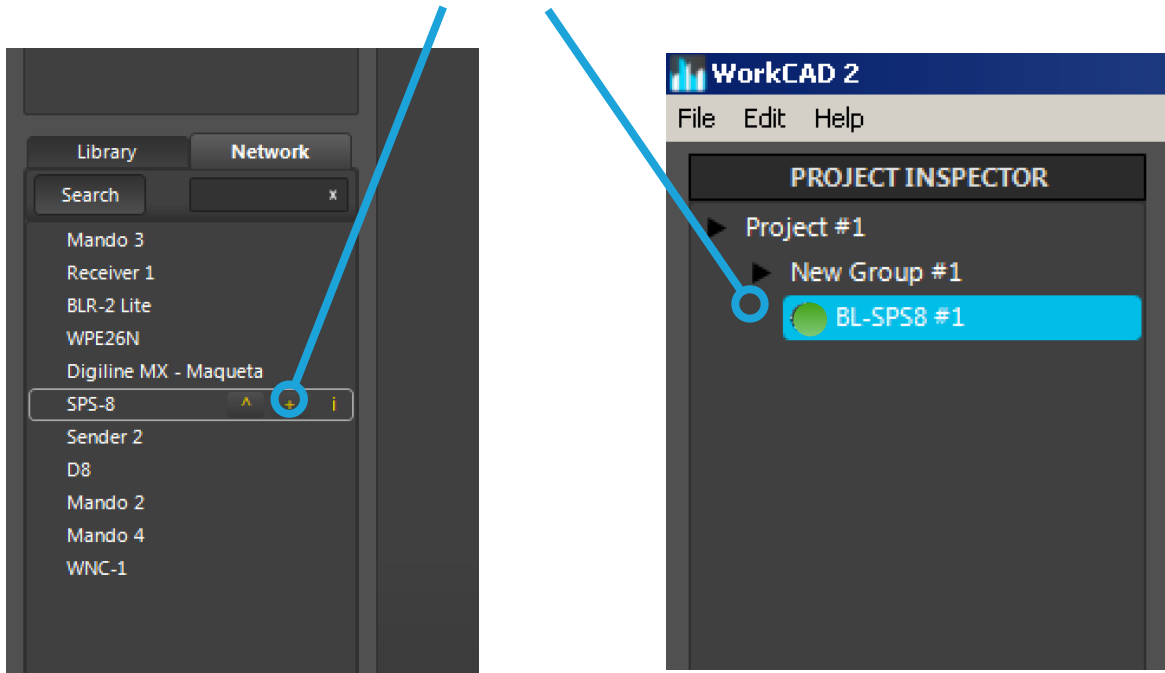 Library Network
Search x
Mando 3
Receiver 1
BLR-2 Lite
WPE26N
Digiline MX - Maqueta
SPS-8 ^ + i
Sender 2
D8
Mando 2
Mando 4
WNC-1
WorkCAD 2
File Edit Help
PROJECT INSPECTOR
Project #1
New Group #1
BL-SPS8 #1